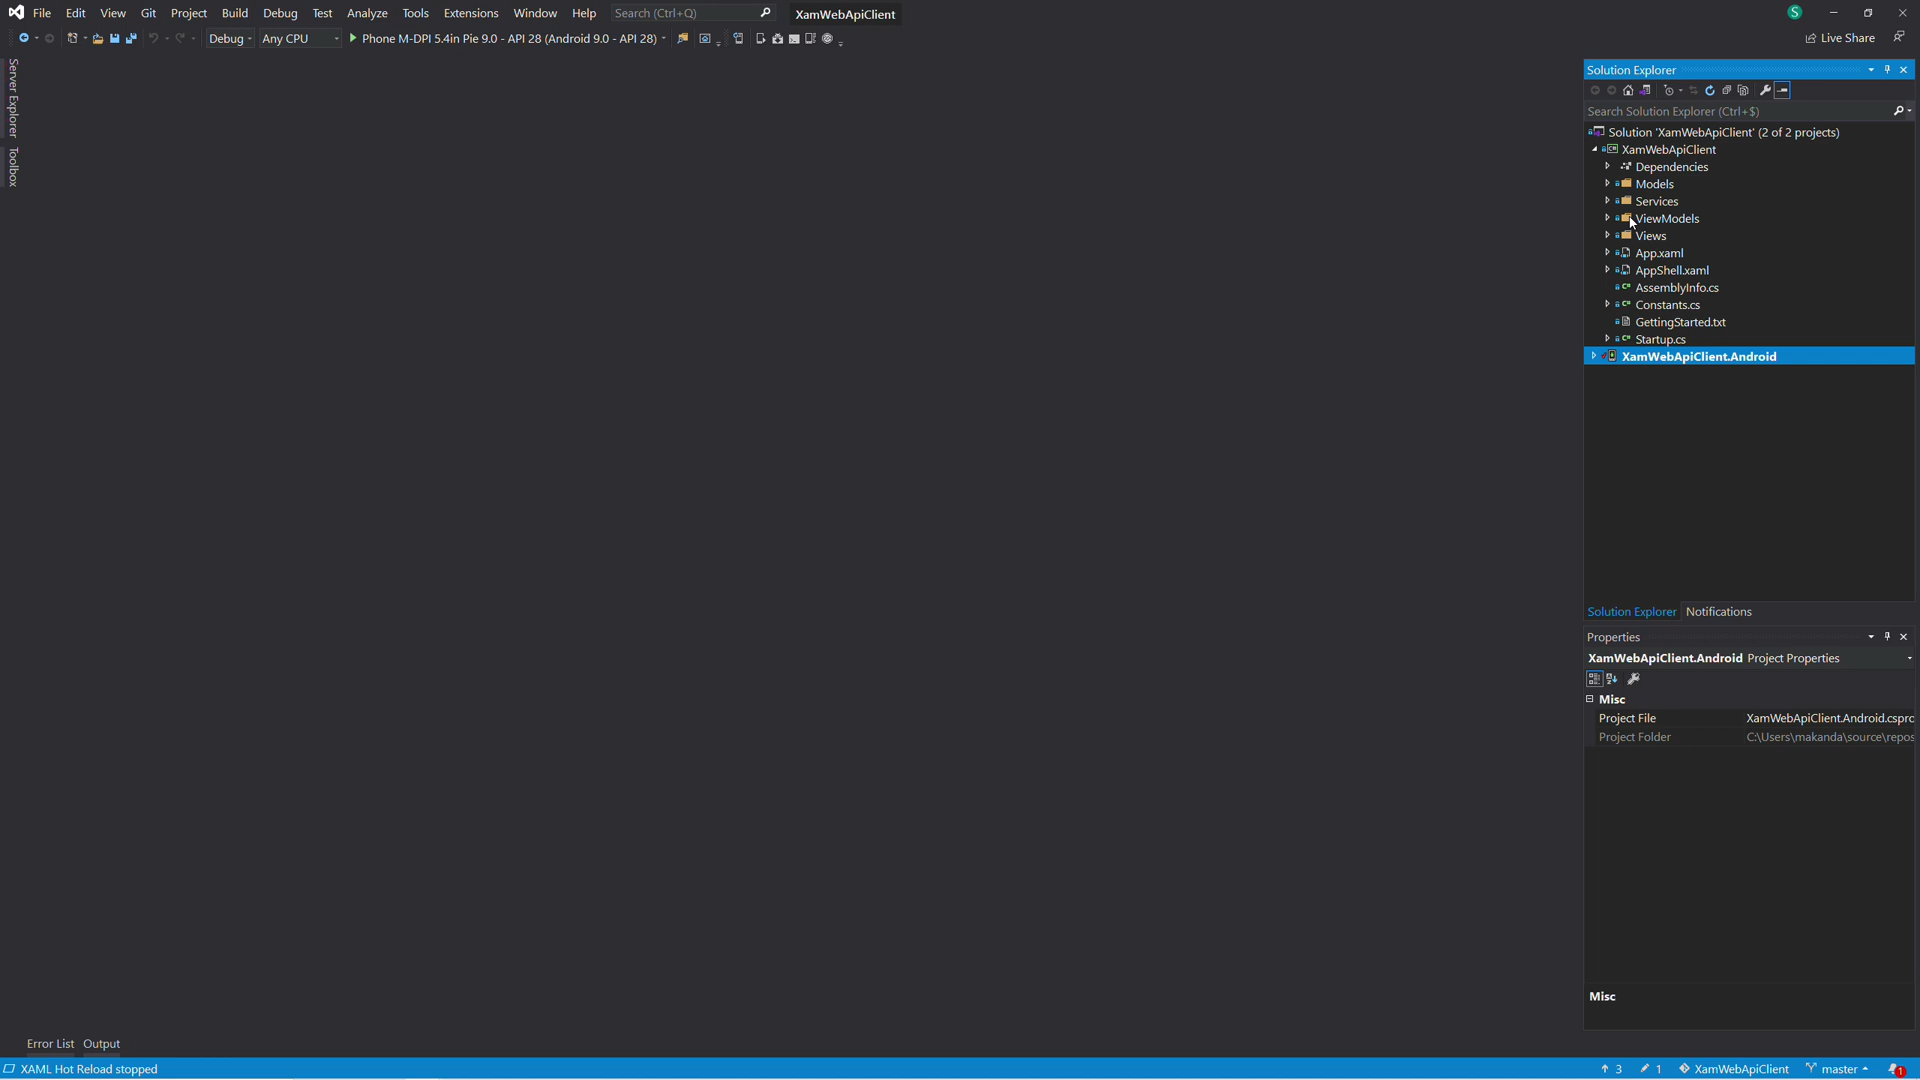 File Edit View Git Project Build Debug Test Analyze Tools Extensions Window Help Search (Ctrl+Q) XamWebApiClient S
Debug Any CPU Phone M-DPI 5.4in Pie 9.0 - API 28 (Android 9.0 - API 28) Live Share
Server Explorer
Toolbox
Solution Explorer
Search Solution Explorer (Ctrl+$)
Solution 'XamWebApiClient' (2 of 2 projects)
XamWebApiClient
Dependencies
Models
Services
ViewModels
Views
App.xaml
AppShell.xaml
AssemblyInfo.cs
Constants.cs
GettingStarted.txt
Startup.cs
XamWebApiClient.Android
Solution Explorer Notifications
Properties
XamWebApiClient.Android Project Properties
Misc
Project File XamWebApiClient.Android.cspro
Project Folder C:\Users\makanda\source\repos
Misc
Error List Output
XAML Hot Reload stopped 3 1 XamWebApiClient master 1